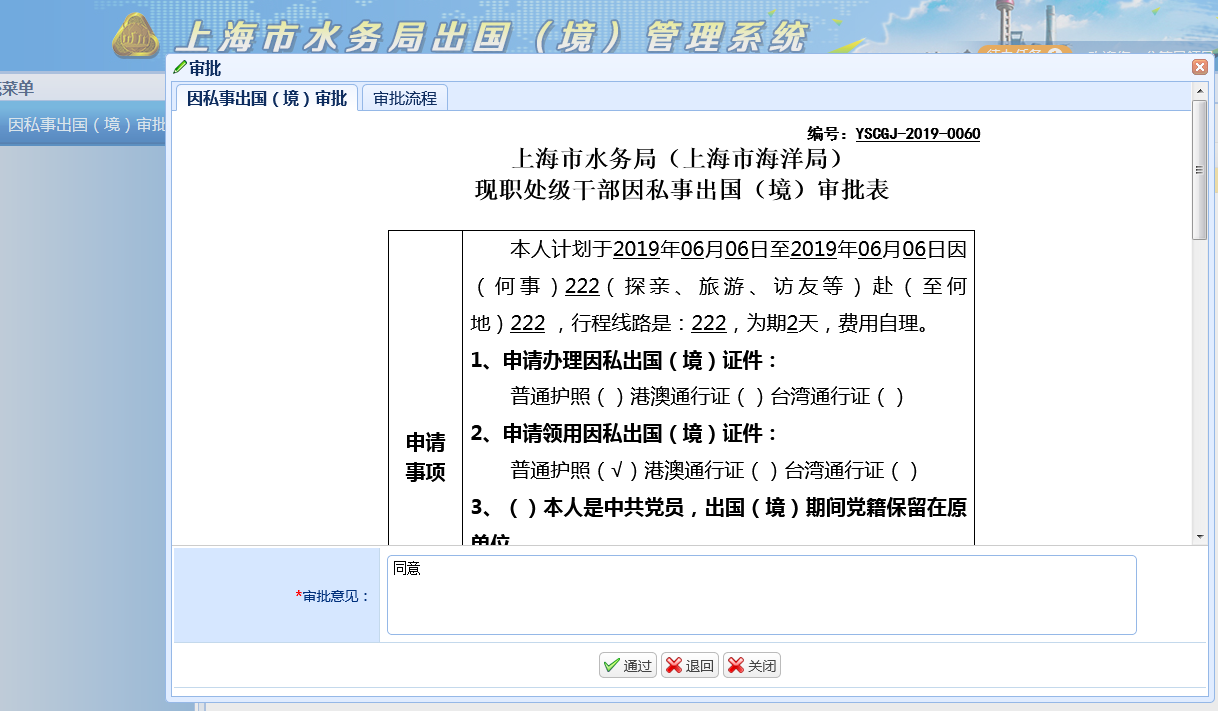 上海市水务局出国（境）管理系统
菜单
因私事出国（境）审批
审批
因私事出国（境）审批
审批流程
编号：YSCGJ-2019-0060
上海市水务局（上海市海洋局）
现职处级干部因私事出国（境）审批表
申请
事项
本人计划于2019年06月06日至2019年06月06日因
（何事）222（探亲、旅游、访友等）赴（至何
地）222 ，行程线路是：222，为期2天，费用自理。
1、申请办理因私出国（境）证件：
普通护照（ ）港澳通行证（ ）台湾通行证（ ）
2、申请领用因私出国（境）证件：
普通护照（√ ）港澳通行证（ ）台湾通行证（ ）
3、（ ）本人是中共党员，出国（境）期间党籍保留在原
单位
*审批意见：
同意
通过
退回
关闭